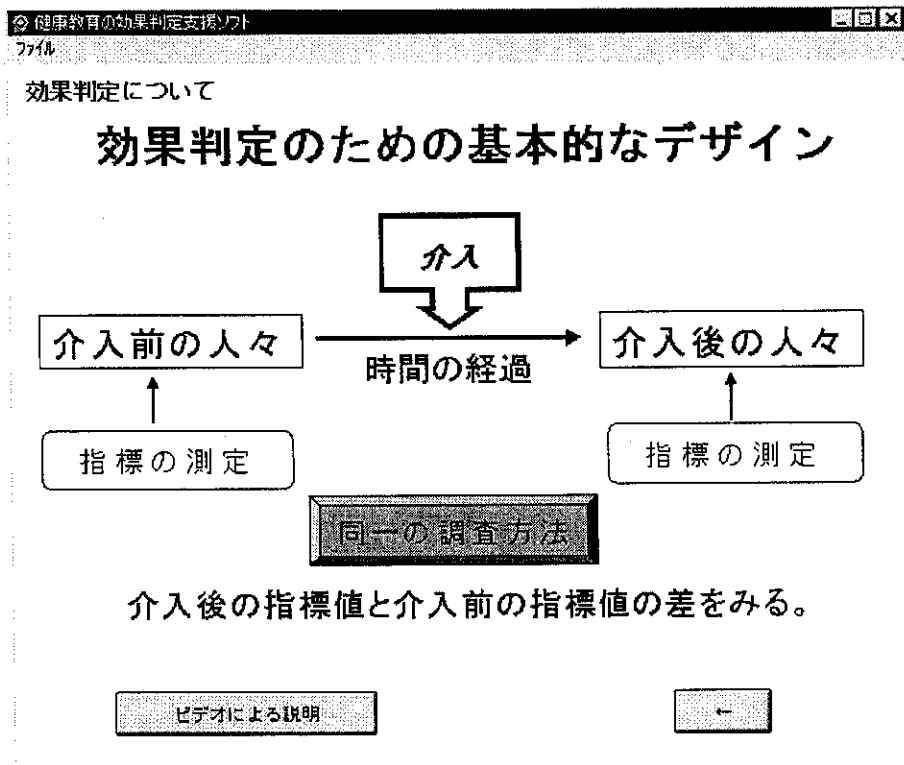 健康教育の効果判定支援ソフト
ファイル
効果判定について
効果判定のための基本的なデザイン
介入
介入前の人々
介入後の人々
時間の経過
指標の測定
指標の測定
同一の調査方法
介入後の指標値と介入前の指標値の差をみる。
ビデオによる説明
←